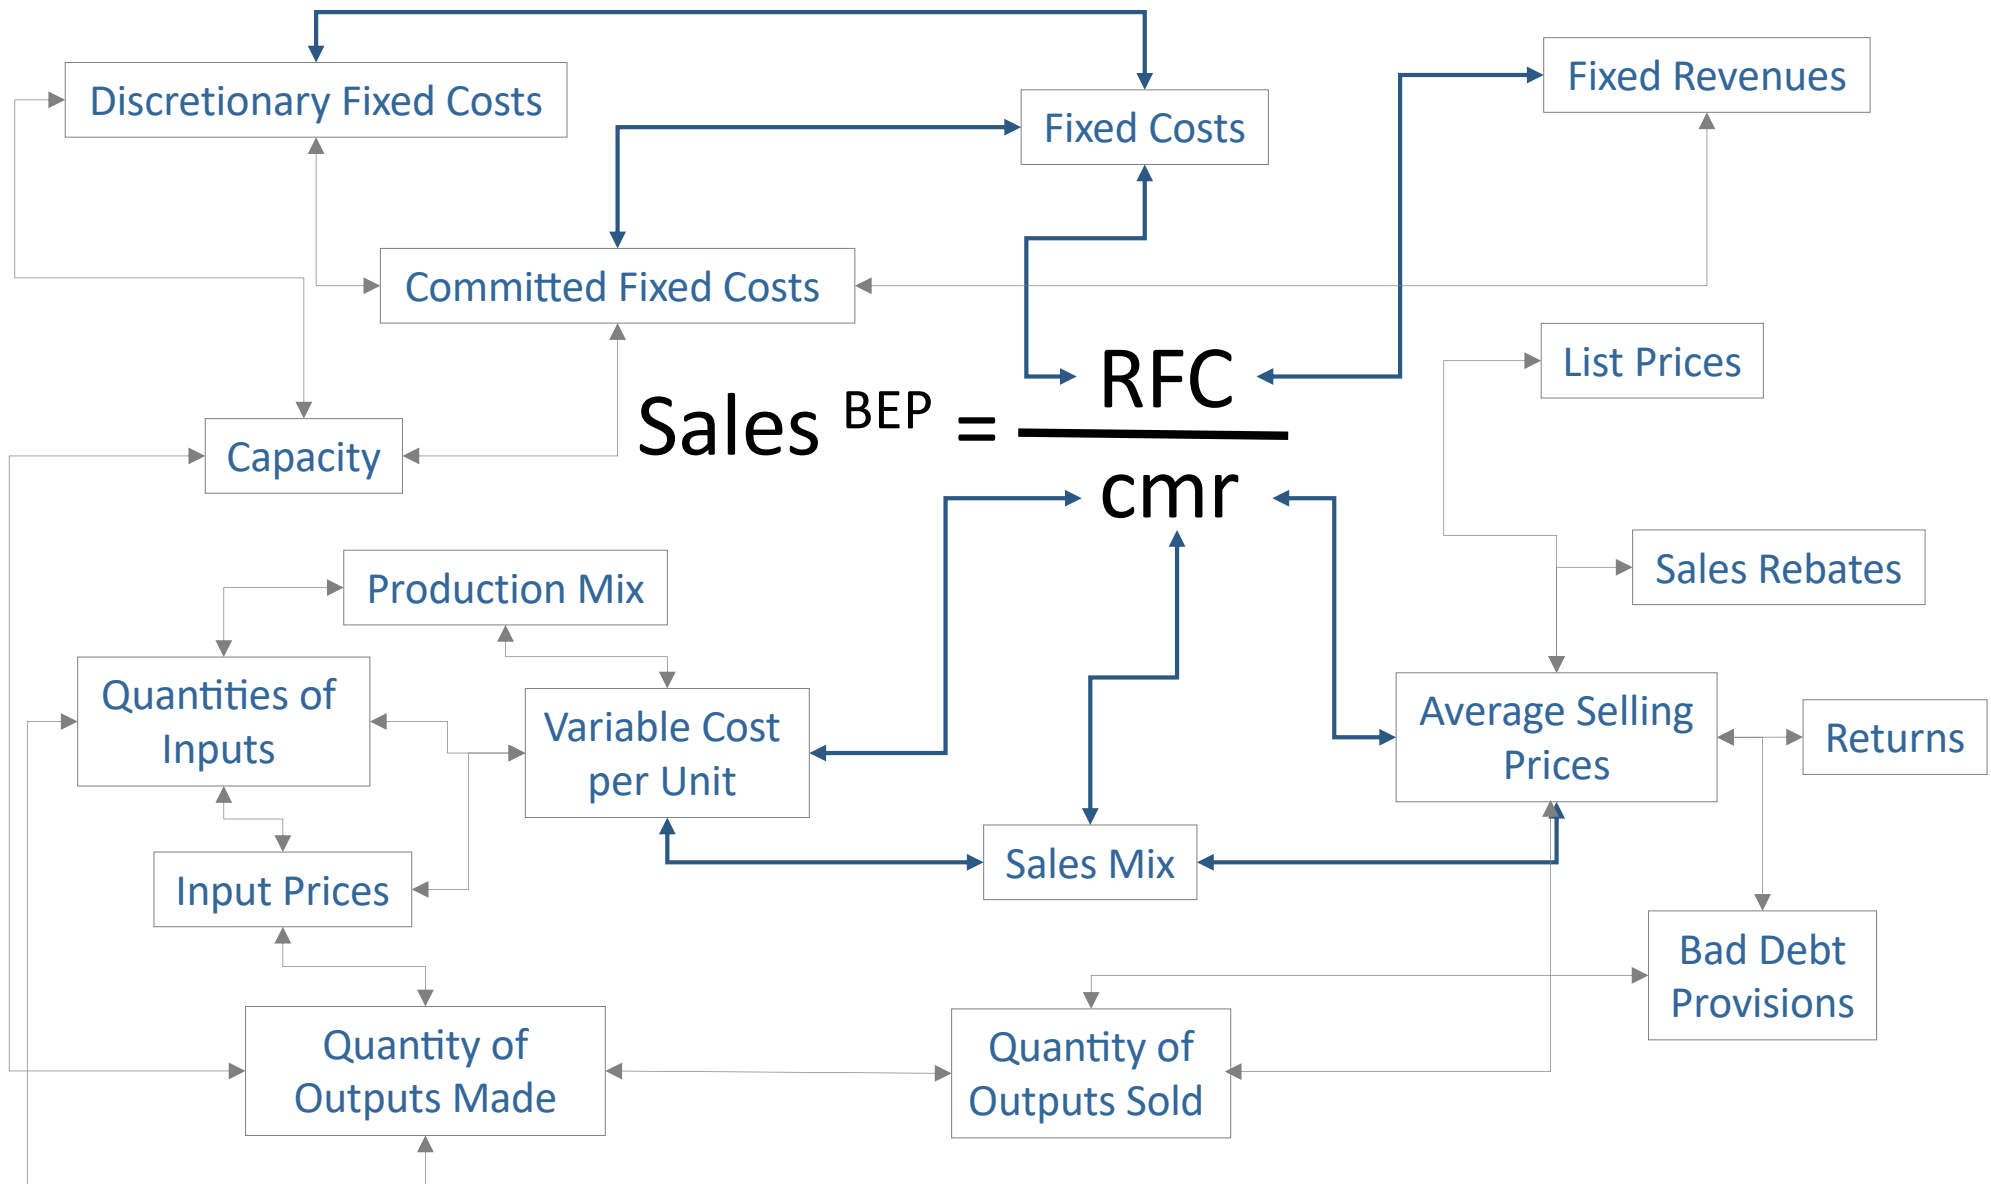 Discretionary Fixed Costs
Fixed Costs
Fixed Revenues
Committed Fixed Costs
List Prices
Sales BEP = RFC
cmr
Capacity
Sales Rebates
Production Mix
Quantities of
Inputs
Variable Cost
per Unit
Average Selling
Prices
Returns
Input Prices
Sales Mix
Bad Debt
Provisions
Quantity of
Outputs Made
Quantity of
Outputs Sold